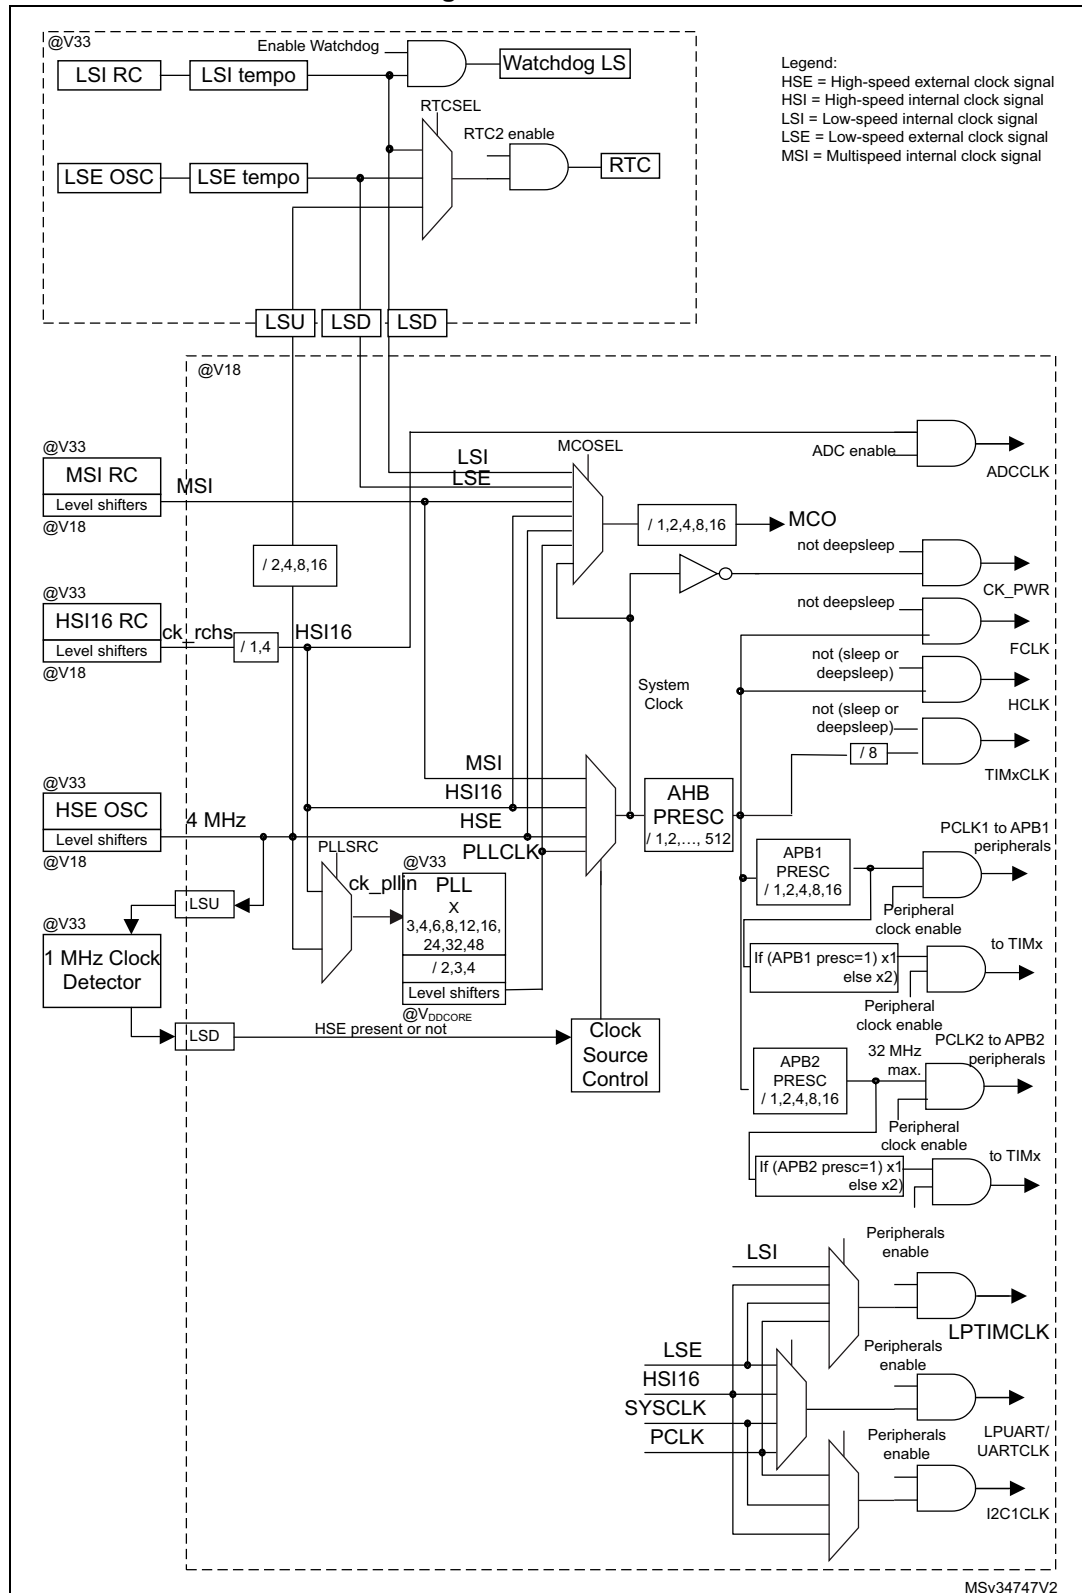 @V33
Enable Watchdog
LSI RC
LSI tempo
Watchdog LS
Legend:
HSE = High-speed external clock signal
HSI = High-speed internal clock signal
LSI = Low-speed internal clock signal
LSE = Low-speed external clock signal
MSI = Multispeed internal clock signal
RTCSEL
RTC2 enable
LSE OSC
LSE tempo
RTC
LSU
LSD
LSD
@V18
@V33
MSI RC
Level shifters
@V18
MSI
LSI
LSE
MCOSEL
ADC enable
ADCCLK
/ 1,2,4,8,16
MCO
/ 2,4,8,16
not deepsleep
CK_PWR
@V33
HSI16 RC
Level shifters
@V18
ck_rchs
/ 1,4
HSI16
not deepsleep
FCLK
not (sleep or
deepsleep)
HCLK
System
Clock
not (sleep or
deepsleep)
/ 8
TIMxCLK
MSI
HSI16
HSE
PLLCLK
AHB
PRESC
/ 1,2,..., 512
@V33
HSE OSC
Level shifters
@V18
4 MHz
PLLSRC
ck_pllin
@V33
PLL
X
3,4,6,8,12,16,
24,32,48
/ 2,3,4
Level shifters
@VDDCORE
PCLK1 to APB1
peripherals
APB1
PRESC
/ 1,2,4,8,16
Peripheral
clock enable
LSU
@V33
1 MHz Clock
Detector
LSD
HSE present or not
Clock
Source
Control
If (APB1 presc=1) x1
else x2)
to TIMx
Peripheral
clock enable
PCLK2 to APB2
peripherals
32 MHz
max.
APB2
PRESC
/ 1,2,4,8,16
Peripheral
clock enable
If (APB2 presc=1) x1
else x2)
to TIMx
Peripherals
enable
LSI
LPTIMCLK
LSE
HSI16
SYSCLK
PCLK
Peripherals
enable
LPUART/
UARTCLK
Peripherals
enable
I2C1CLK
MSv34747V2